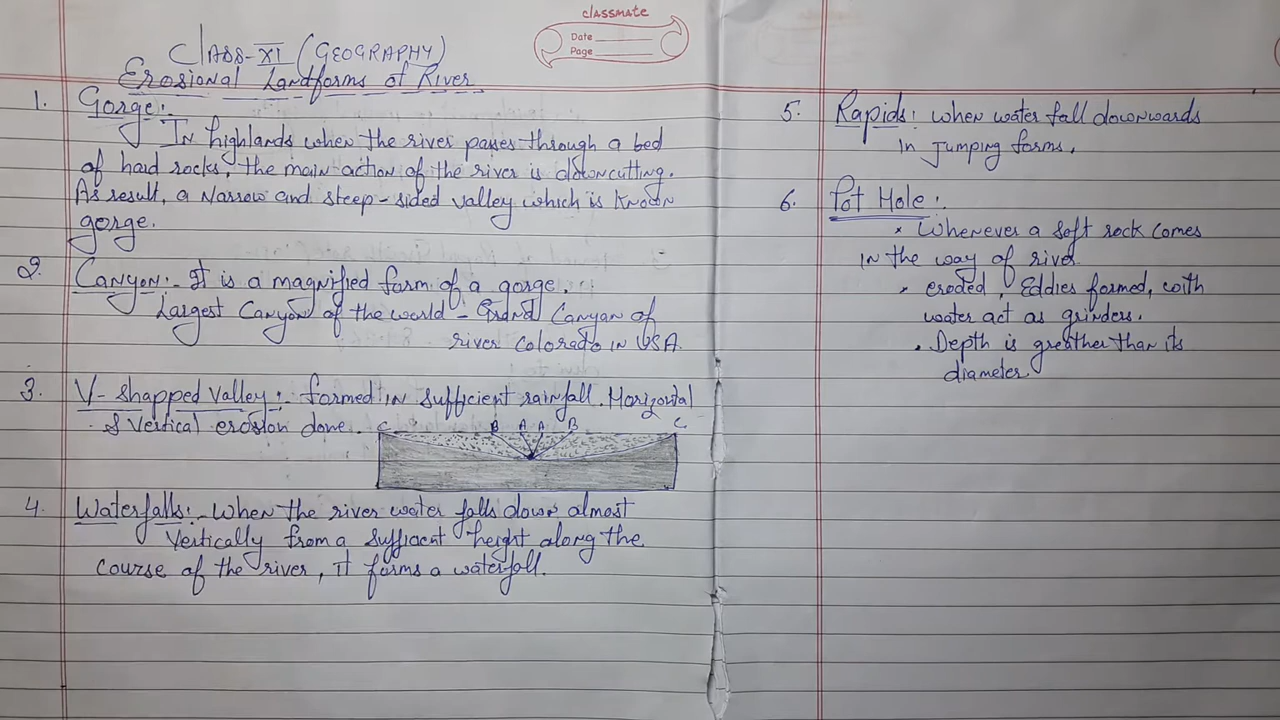 classmate
Date
Page
Class-XI (Geography)
Erosional Landforms of River
1. Gorge:-
In highlands when the river passes through a bed
of hard rocks, the main action of the river is downcutting.
As result, a narrow and steep-sided valley which is known
gorge.
2. Canyon:- It is a magnified form of a gorge.
Largest Canyon of the world - Grand Canyan of
river colorado in USA.
3. V-shapped valley:- formed in sufficient rainfall. Horizontal
& vertical erosion done.
C B A A B C
4. Waterfalls:- When the river water falls down almost
vertically from a sufficent height along the
course of the river, it forms a waterfall.
5. Rapids: when water fall downwards
in Jumping forms.
6. Pot Hole:-
* Whenever a soft rock comes
in the way of river
* eroded, Eddies formed, with
water act as grinders.
• Depth is greather than its
diameter